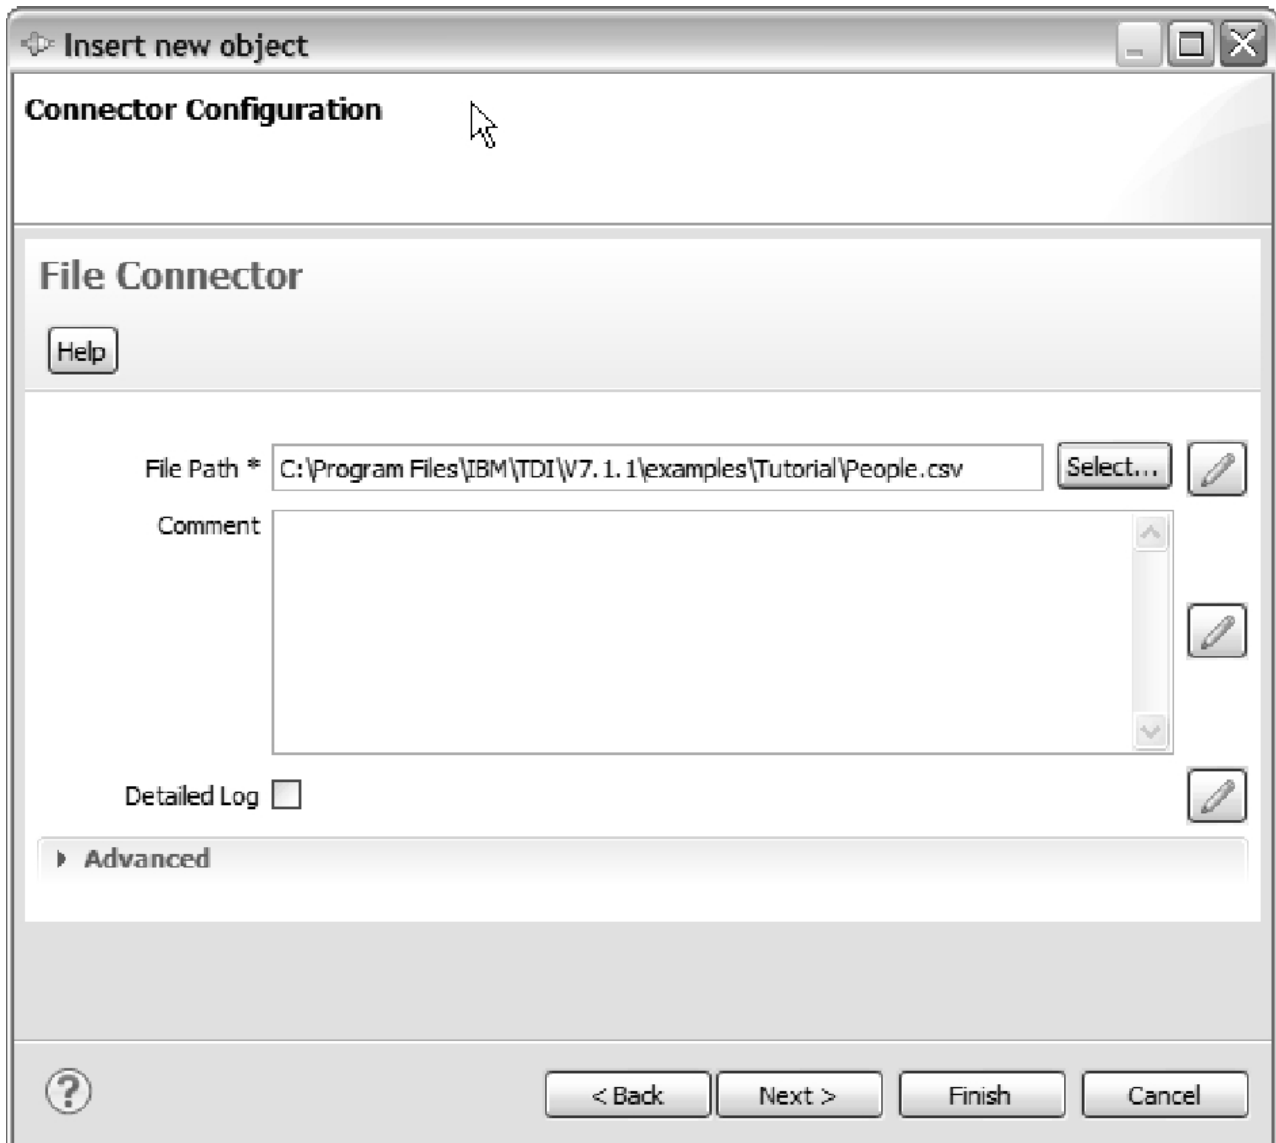 Insert new object
Connector Configuration
File Connector
Help
File Path * C:\Program Files\IBM\TDI\V7.1.1\examples\Tutorial\People.csv Select...
Comment
Detailed Log
Advanced
? < Back Next > Finish Cancel